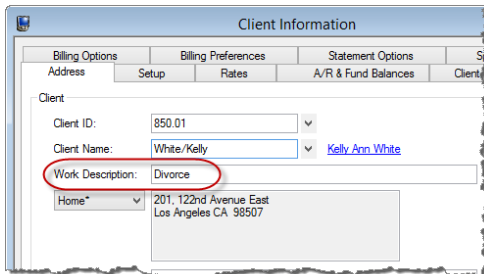 Client Information
Billing Options Billing Preferences Statement Options
Address Setup Rates A/R & Fund Balances Client
Client
Client ID: 850.01
Client Name: White/Kelly Kelly Ann White
Work Description: Divorce
Home* 201, 122nd Avenue East
Los Angeles CA 98507